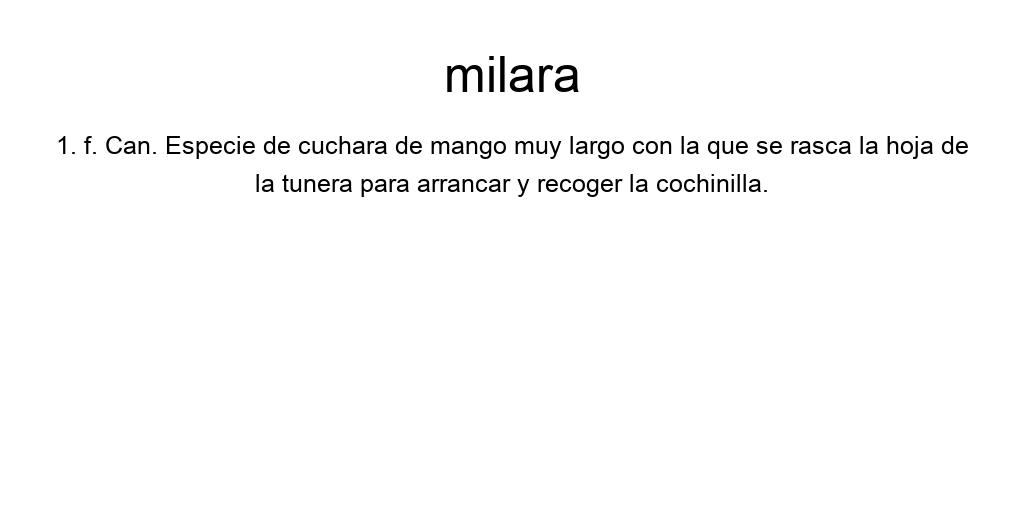 milara
1. f. Can. Especie de cuchara de mango muy largo con la que se rasca la hoja de
la tunera para arrancar y recoger la cochinilla.